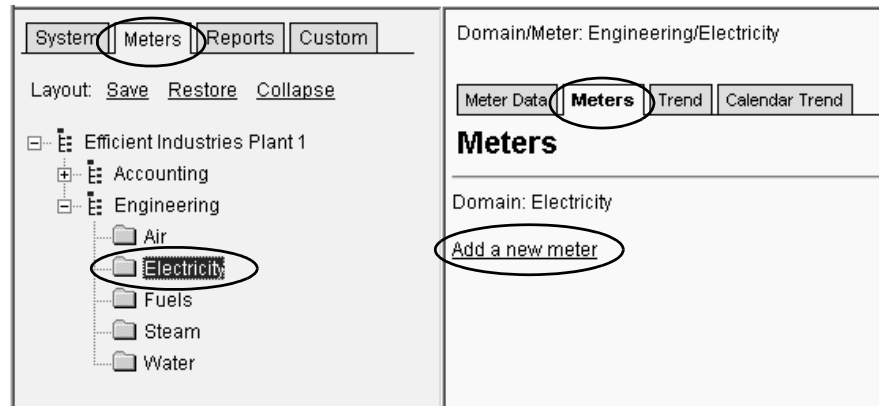 System Meters Reports Custom
Layout: Save Restore Collapse
Efficient Industries Plant 1
Accounting
Engineering
Air
Electricity
Fuels
Steam
Water
Domain/Meter: Engineering/Electricity
Meter Data Meters Trend Calendar Trend
Meters
Domain: Electricity
Add a new meter